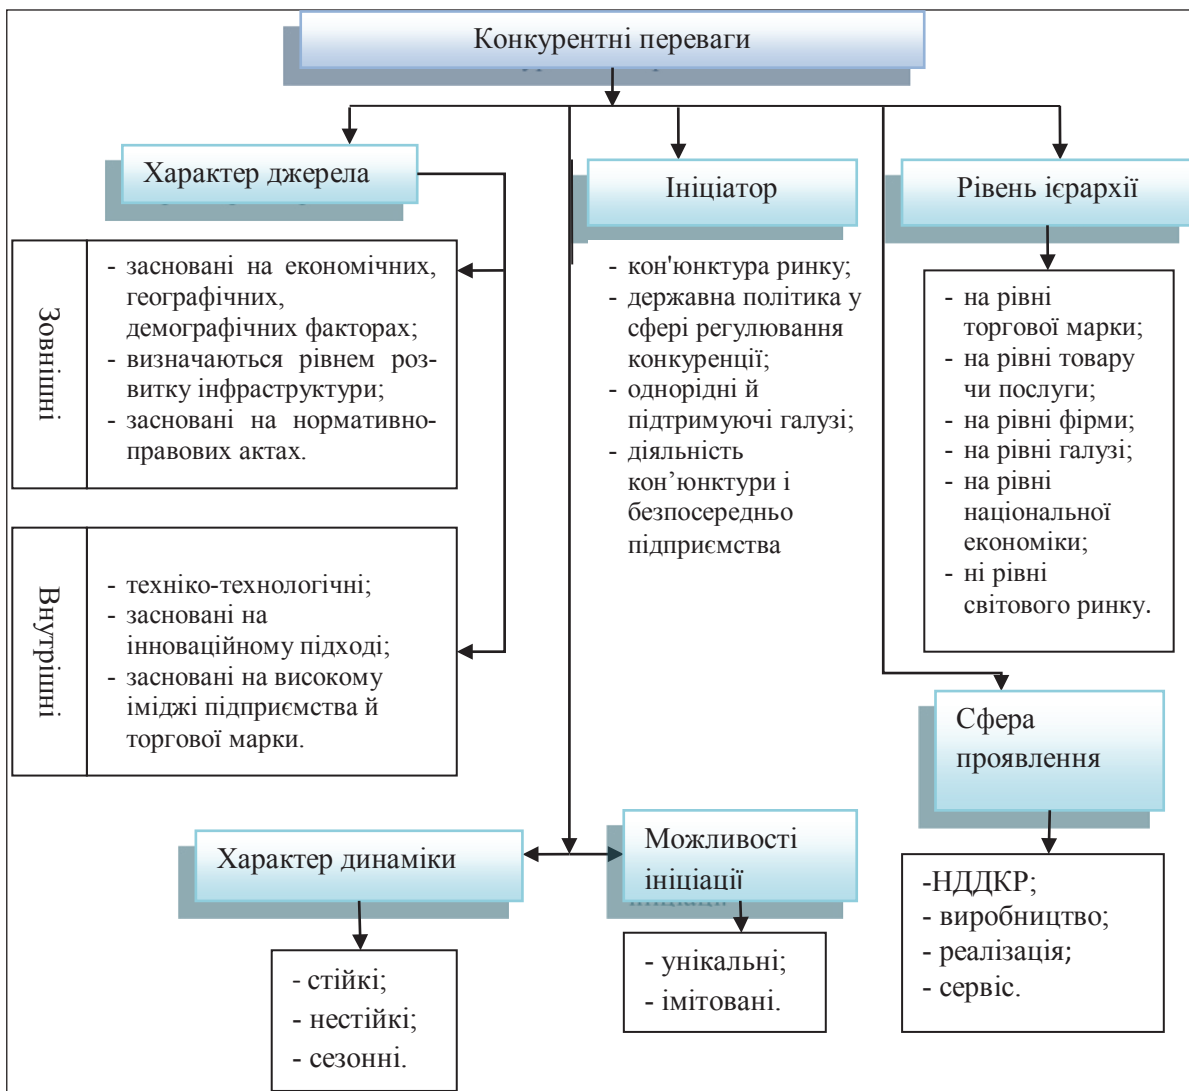 Конкурентні переваги
Характер джерела
Ініціатор
Рівень ієрархії
Зовнішні
- засновані на економічних,
географічних,
демографічних факторах;
- визначаються рівнем роз-
витку інфраструктури;
- засновані на нормативно-
правових актах.
- кон'юнктура ринку;
- державна політика у
сфері регулювання
конкуренції;
- однорідні й
підтримуючі галузі;
- діяльність
кон’юнктури і
безпосередньо
підприємства
- на рівні
торгової марки;
- на рівні товару
чи послуги;
- на рівні фірми;
- на рівні галузі;
- на рівні
національної
економіки;
- ні рівні
світового ринку.
Внутрішні
- техніко-технологічні;
- засновані на
інноваційному підході;
- засновані на високому
іміджі підприємства й
торгової марки.
Сфера
проявлення
Характер динаміки
Можливості
ініціації
-НДДКР;
- виробництво;
- реалізація;
- сервіс.
- стійкі;
- нестійкі;
- сезонні.
- унікальні;
- імітовані.